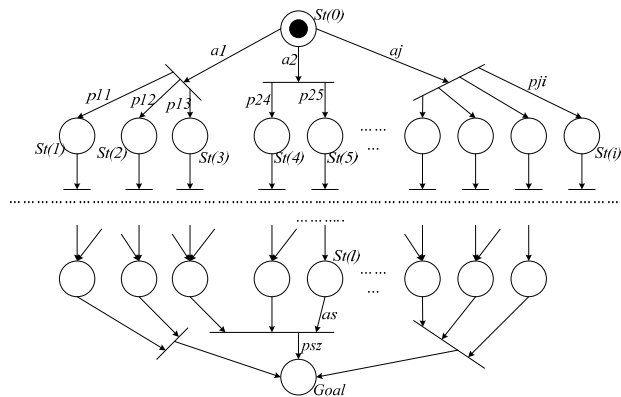 St(0)
a1
a2
aj
p11
p12
p13
p24
p25
pji
St(1)
St(2)
St(3)
St(4)
St(5)
......
...
St(i)
...........
St(l)
......
...
as
psz
Goal